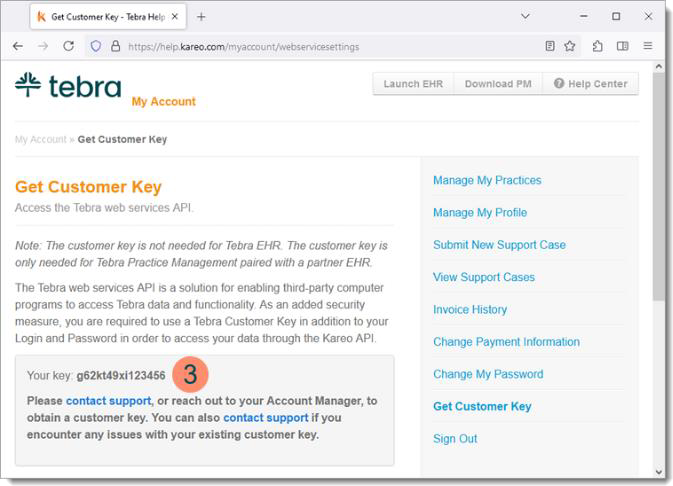 Get Customer Key - Tebra Help
https://help.kareo.com/myaccount/webservicesettings
tebra
My Account
Launch EHR
Download PM
? Help Center
My Account » Get Customer Key
Get Customer Key
Access the Tebra web services API.
Note: The customer key is not needed for Tebra EHR. The customer key is
only needed for Tebra Practice Management paired with a partner EHR.
The Tebra web services API is a solution for enabling third-party computer
programs to access Tebra data and functionality. As an added security
measure, you are required to use a Tebra Customer Key in addition to your
Login and Password in order to access your data through the Kareo API.
Your key: g62kt49xi123456
3
Please contact support, or reach out to your Account Manager, to
obtain a customer key. You can also contact support if you
encounter any issues with your existing customer key.
Manage My Practices
Manage My Profile
Submit New Support Case
View Support Cases
Invoice History
Change Payment Information
Change My Password
Get Customer Key
Sign Out